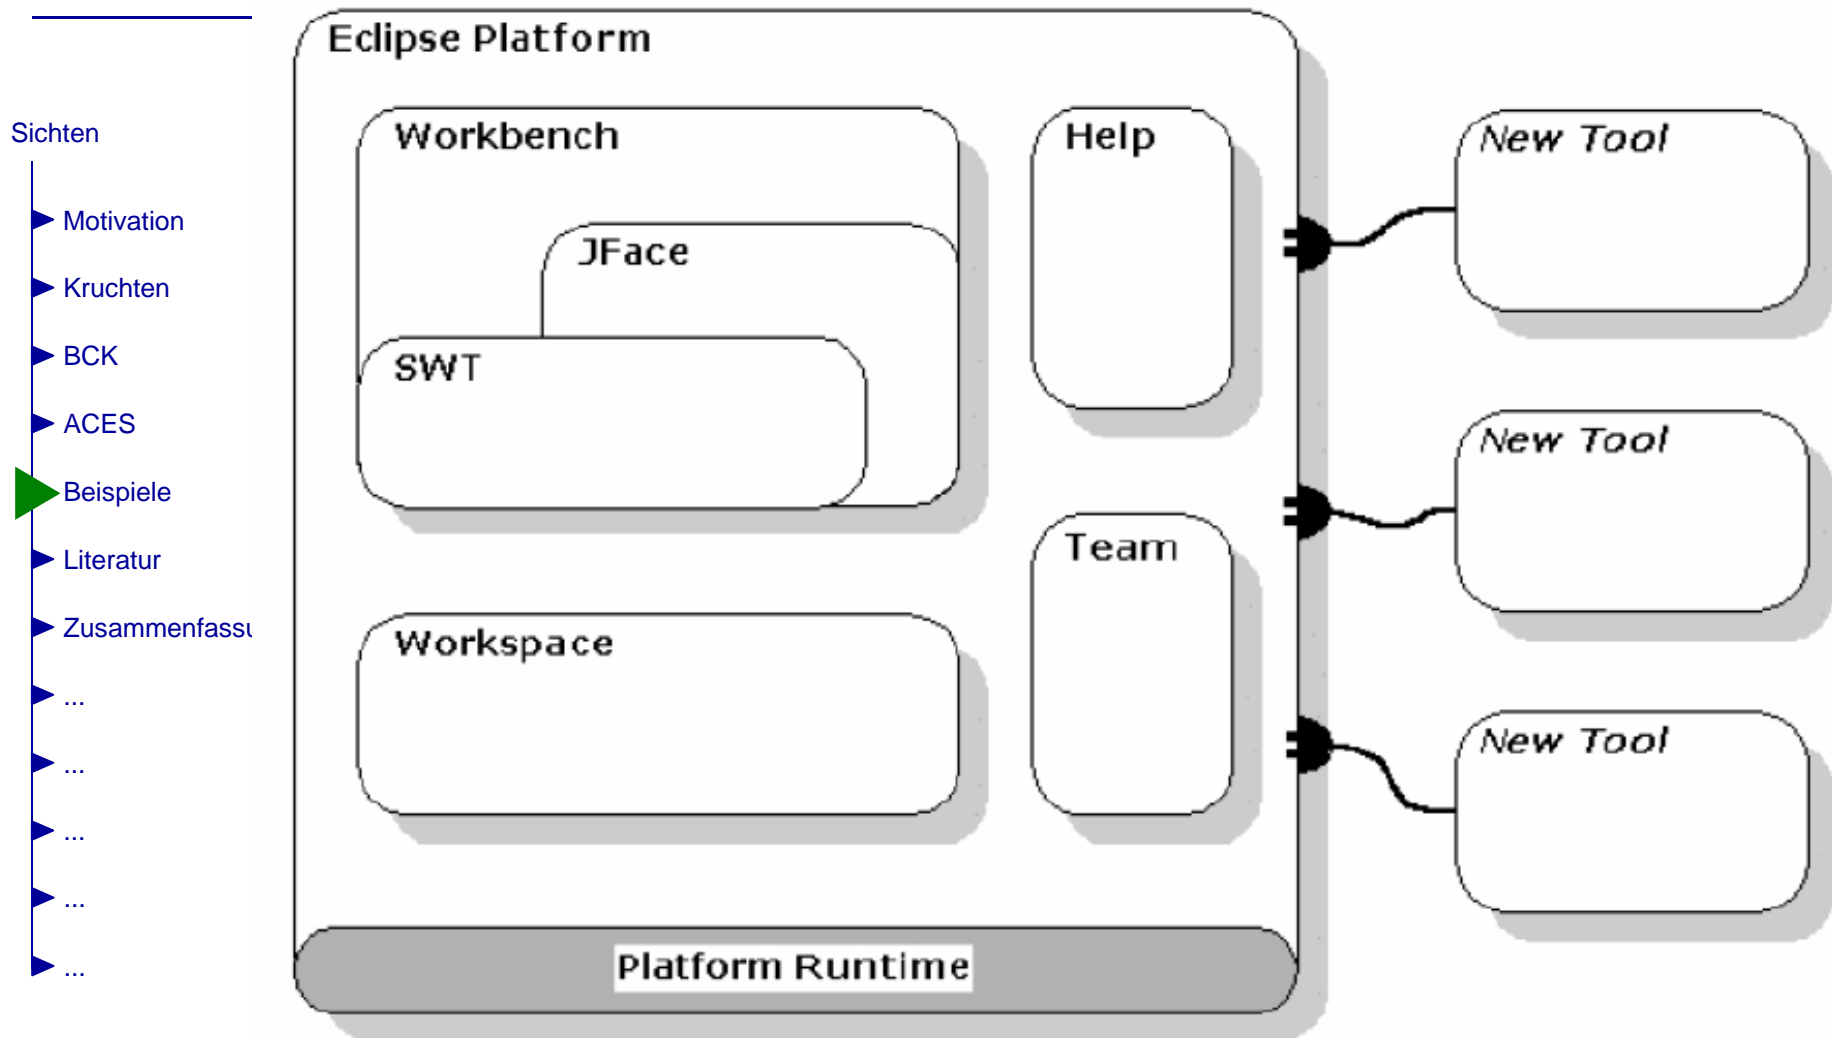 Sichten
Motivation
Kruchten
BCK
ACES
Beispiele
Literatur
Zusammenfassu
...
...
...
...
...
Eclipse Platform
Workbench
JFace
SWT
Workspace
Help
Team
Platform Runtime
New Tool
New Tool
New Tool